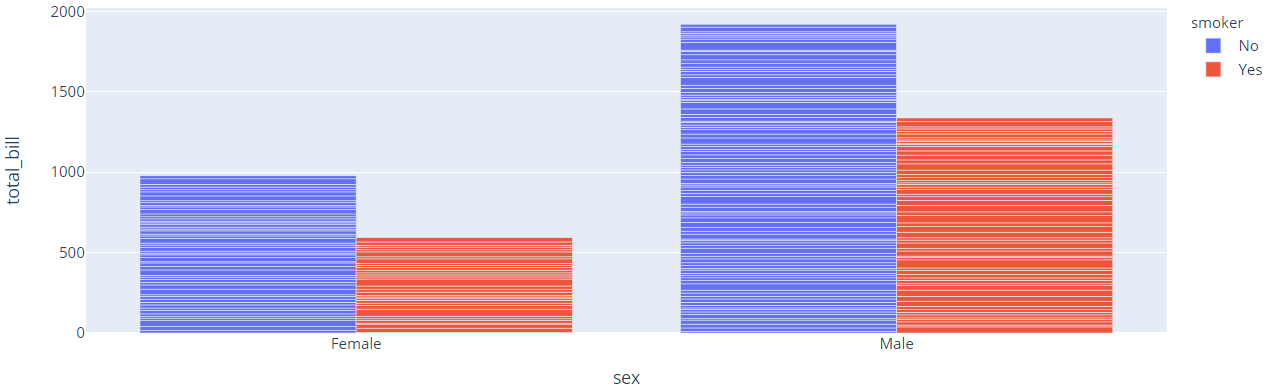 2000
1500
1000
500
0
total_bill
Female
Male
sex
smoker
No
Yes